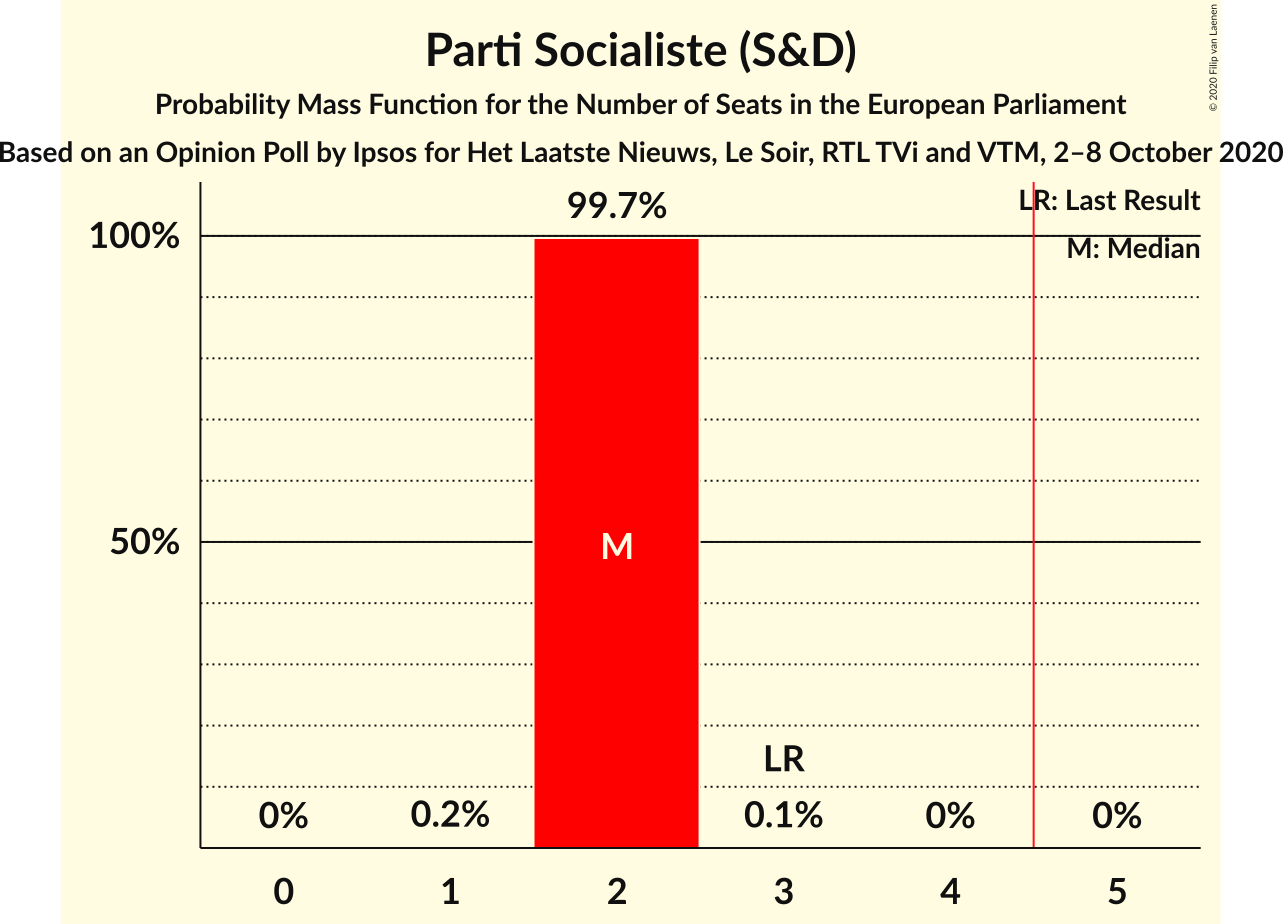 Parti Socialiste (S&D)
Probability Mass Function for the Number of Seats in the European Parliament
Based on an Opinion Poll by Ipsos for Het Laatste Nieuws, Le Soir, RTL TVi and VTM, 2–8 October 2020
© 2020 Filip van Laenen
LR: Last Result
M: Median
99.7%
100%
50%
M
LR
0%
0.2%
0.1%
0%
0%
0
1
2
3
4
5